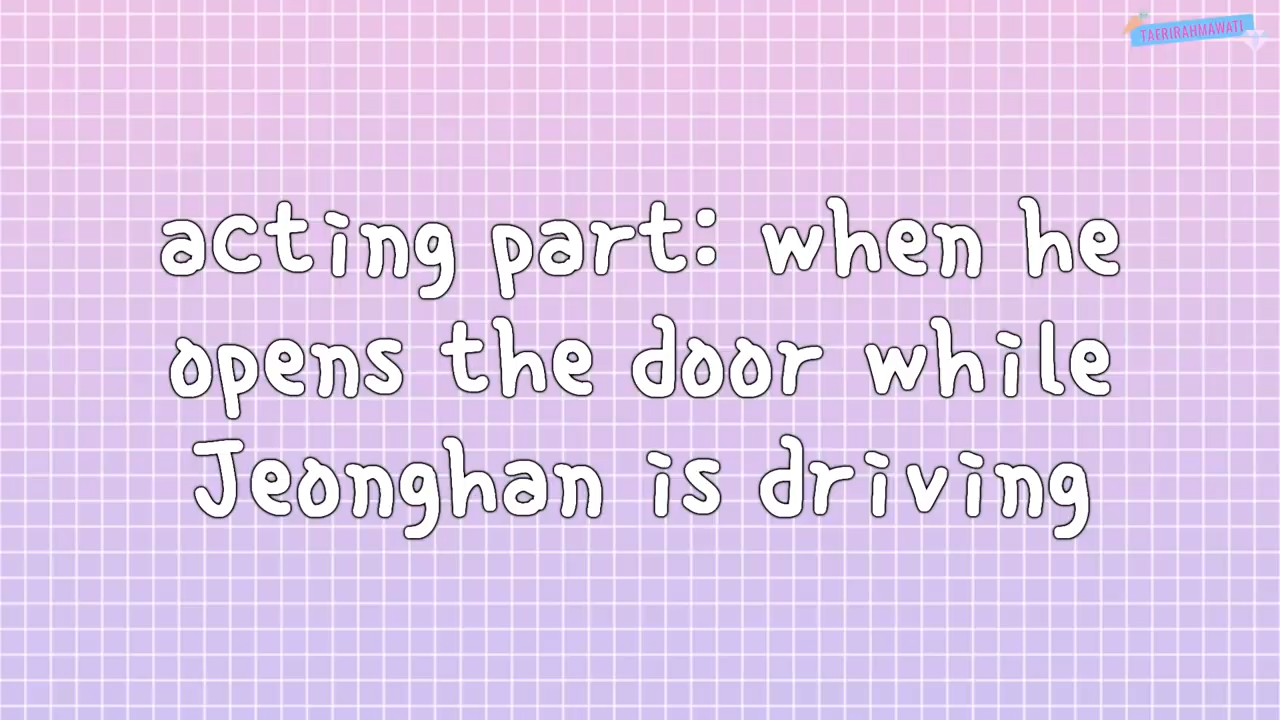 TAERIRAHMAWATI
acting part: when he
opens the door while
Jeonghan is driving